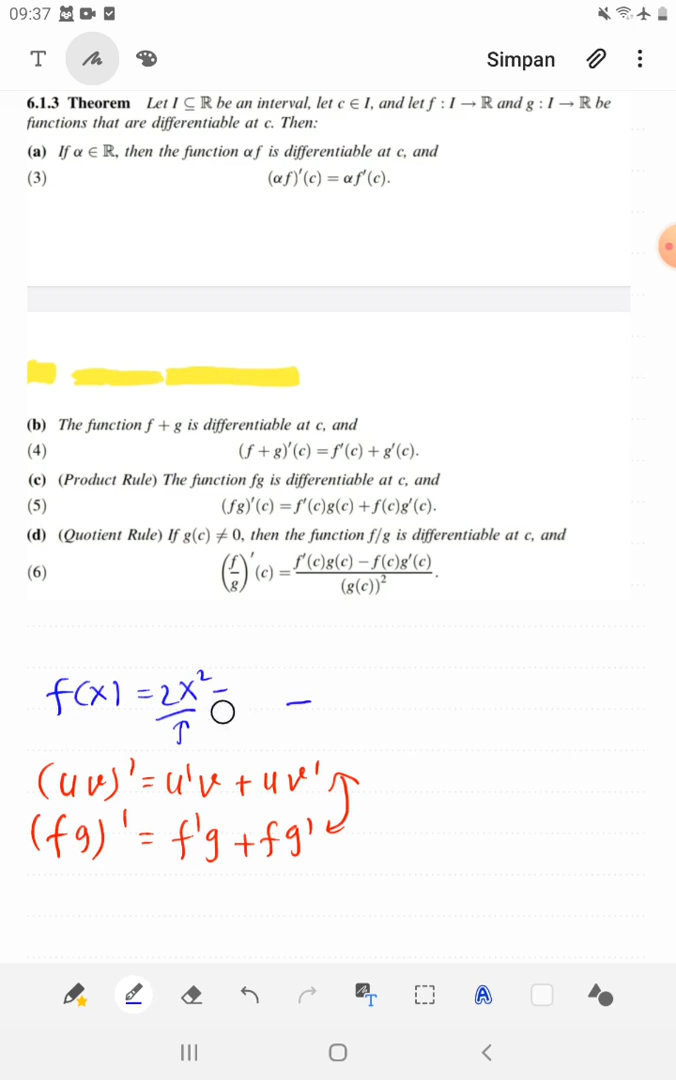 09:37
T
Simpan
6.1.3 Theorem Let I ⊆ ℝ be an interval, let c ∈ I, and let f : I → ℝ and g : I → ℝ be
functions that are differentiable at c. Then:
(a) If α ∈ ℝ, then the function αf is differentiable at c, and
(3) (αf)′(c) = αf′(c).
(b) The function f + g is differentiable at c, and
(4) (f + g)′(c) = f′(c) + g′(c).
(c) (Product Rule) The function fg is differentiable at c, and
(5) (fg)′(c) = f′(c)g(c) + f(c)g′(c).
(d) (Quotient Rule) If g(c) ≠ 0, then the function f/g is differentiable at c, and
(6) (f/g)′(c) = f′(c)g(c) − f(c)g′(c) / (g(c))².
f(x) = 2x² − −
(uv)' = u'v + uv'
(fg)' = f'g + fg'
T
A